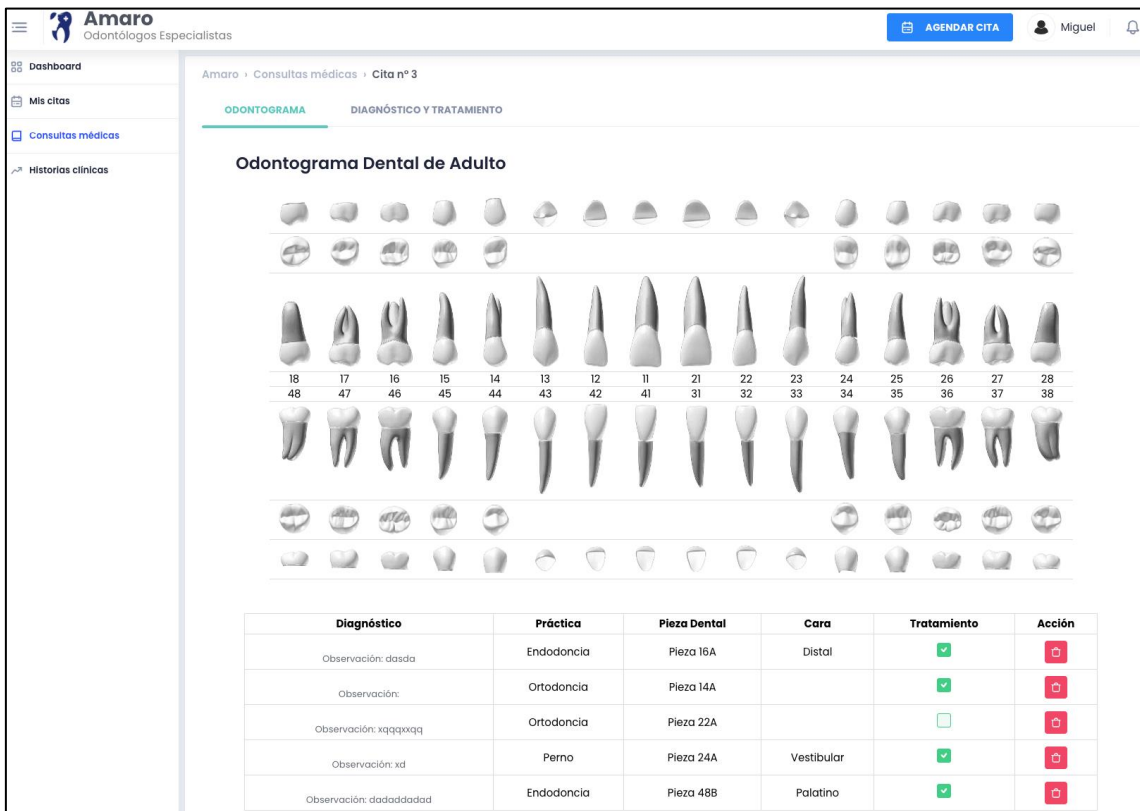 Amaro
Odontólogos Especialistas
AGENDAR CITA
Miguel
Dashboard
Mis citas
Consultas médicas
Historias clínicas
Amaro › Consultas médicas › Cita nº 3
ODONTOGRAMA DIAGNÓSTICO Y TRATAMIENTO
Odontograma Dental de Adulto
18 17 16 15 14 13 12 11 21 22 23 24 25 26 27 28
48 47 46 45 44 43 42 41 31 32 33 34 35 36 37 38
Diagnóstico Práctica Pieza Dental Cara Tratamiento Acción
Observación: dasda Endodoncia Pieza 16A Distal
Observación: Ortodoncia Pieza 14A
Observación: xqqqxxqq Ortodoncia Pieza 22A
Observación: xd Perno Pieza 24A Vestibular
Observación: dadaddadad Endodoncia Pieza 48B Palatino